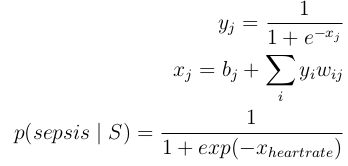 y_j = \frac{1}{1 + e^{-x_j}}
x_j = b_j + \sum_i y_i w_{ij}
p(sepsis \mid S) = \frac{1}{1 + exp(-x_{heartrate})}